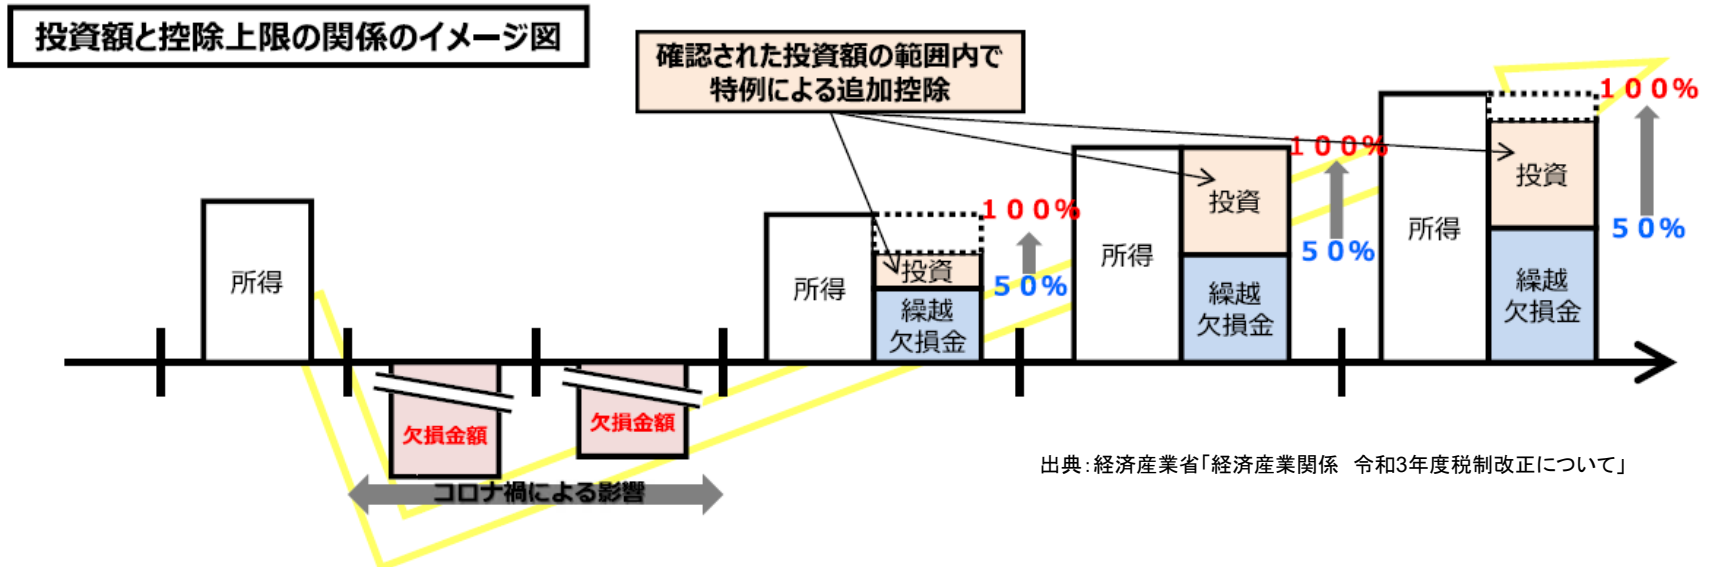 投資額と控除上限の関係のイメージ図
確認された投資額の範囲内で
特例による追加控除
所得
欠損金額
欠損金額
コロナ禍による影響
所得
投資
繰越
欠損金
100%
50%
所得
投資
繰越
欠損金
100%
50%
所得
投資
繰越
欠損金
100%
50%
出典：経済産業省「経済産業関係　令和3年度税制改正について」